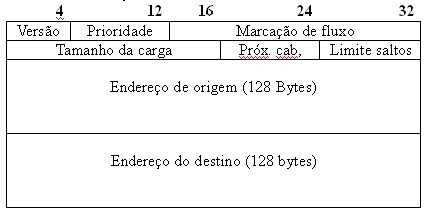 4 12 16 24 32
Versão Prioridade Marcação de fluxo
Tamanho da carga Próx. cab, Limite saltos
Endereço de origem (128 Bytes)
Endereço do destino (128 bytes)